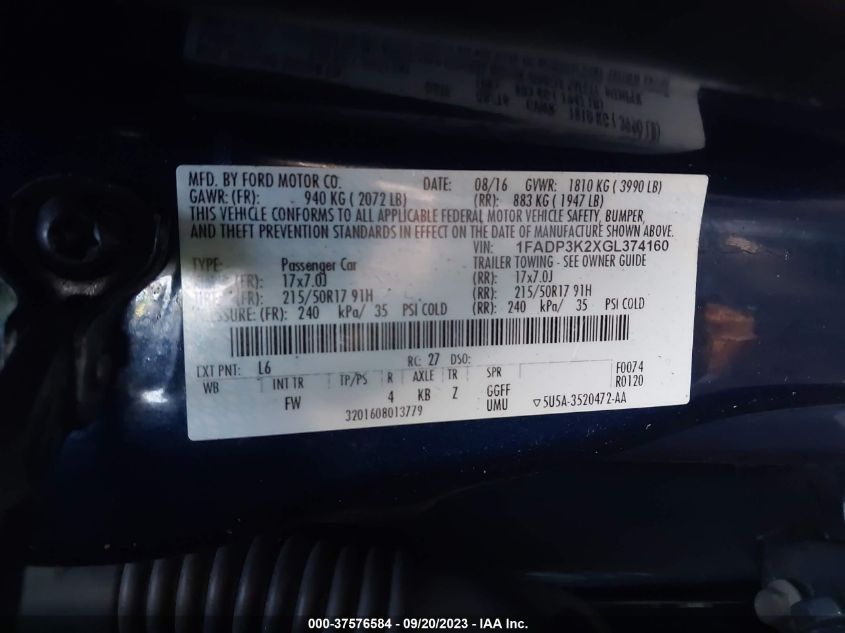 MFD. BY FORD MOTOR CO. DATE: 08/16 GVWR: 1810 KG ( 3990 LB)
GAWR: (FR): 940 KG ( 2072 LB) (RR): 883 KG ( 1947 LB)
THIS VEHICLE CONFORMS TO ALL APPLICABLE FEDERAL MOTOR VEHICLE SAFETY, BUMPER,
AND THEFT PREVENTION STANDARDS IN EFFECT ON THE DATE OF MANUFACTURE SHOWN ABOVE.
VIN: 1FADP3K2XGL374160
TYPE: Passenger Car TRAILER TOWING - SEE OWNER GUIDE
(FR): 17x7.0J (RR): 17x7.0J
(FR): 215/50R17 91H (RR): 215/50R17 91H
PRESSURE: (FR): 240 kPa/ 35 PSI COLD (RR): 240 kPa/ 35 PSI COLD
EXT PNT: L6 RC: 27 DSO: F0074
WB INT TR TP/PS R AXLE TR SPR R0120
FW 4 KB Z GGFF
UMU
3201608013779 5U5A-3520472-AA
000-37576584 - 09/20/2023 - IAA Inc.